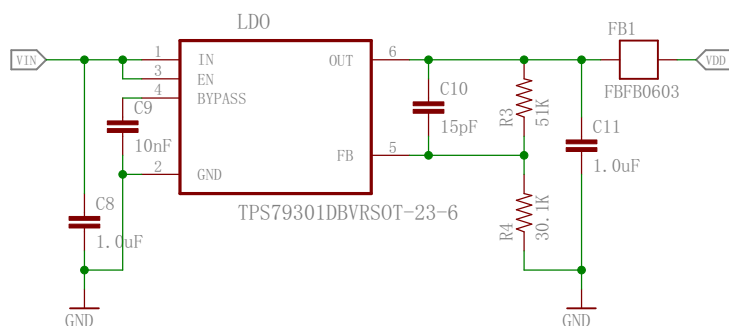 LDO
VIN
1
IN
3
EN
4
BYPASS
2
GND
OUT
6
FB
5
TPS79301DBVRSOT-23-6
C9
10nF
C8
1.0uF
GND
C10
15pF
R3
51K
R4
30.1K
C11
1.0uF
GND
FB1
FBFB0603
VDD